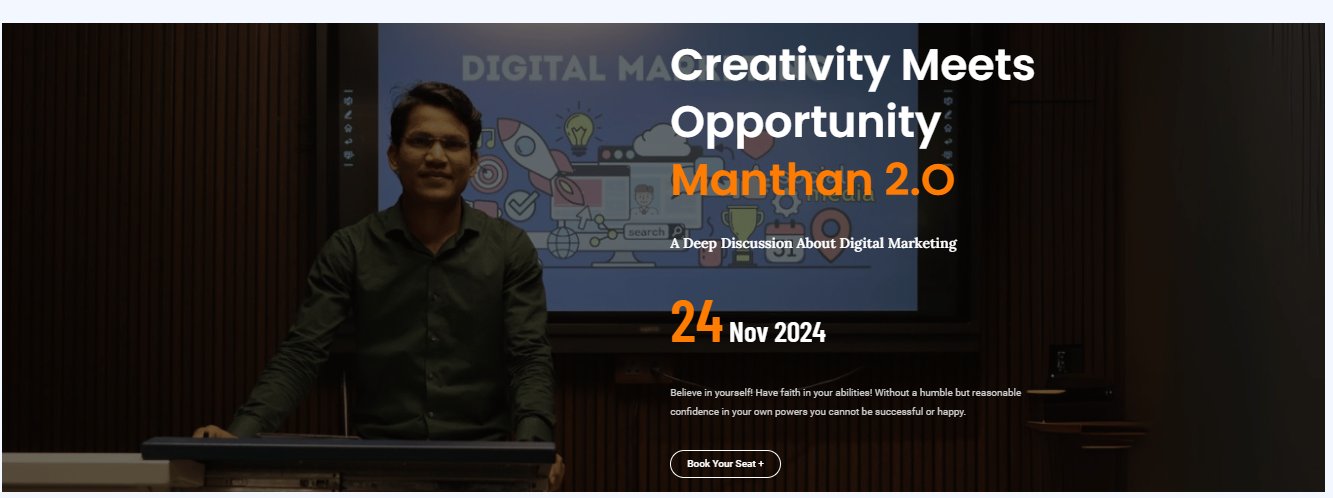 DIGITAL MA
Creativity Meets
Opportunity
Manthan 2.O
social
media
search
A Deep Discussion About Digital Marketing
31
24 Nov 2024
Believe in yourself! Have faith in your abilities! Without a humble but reasonable
confidence in your own powers you cannot be successful or happy.
Book Your Seat +